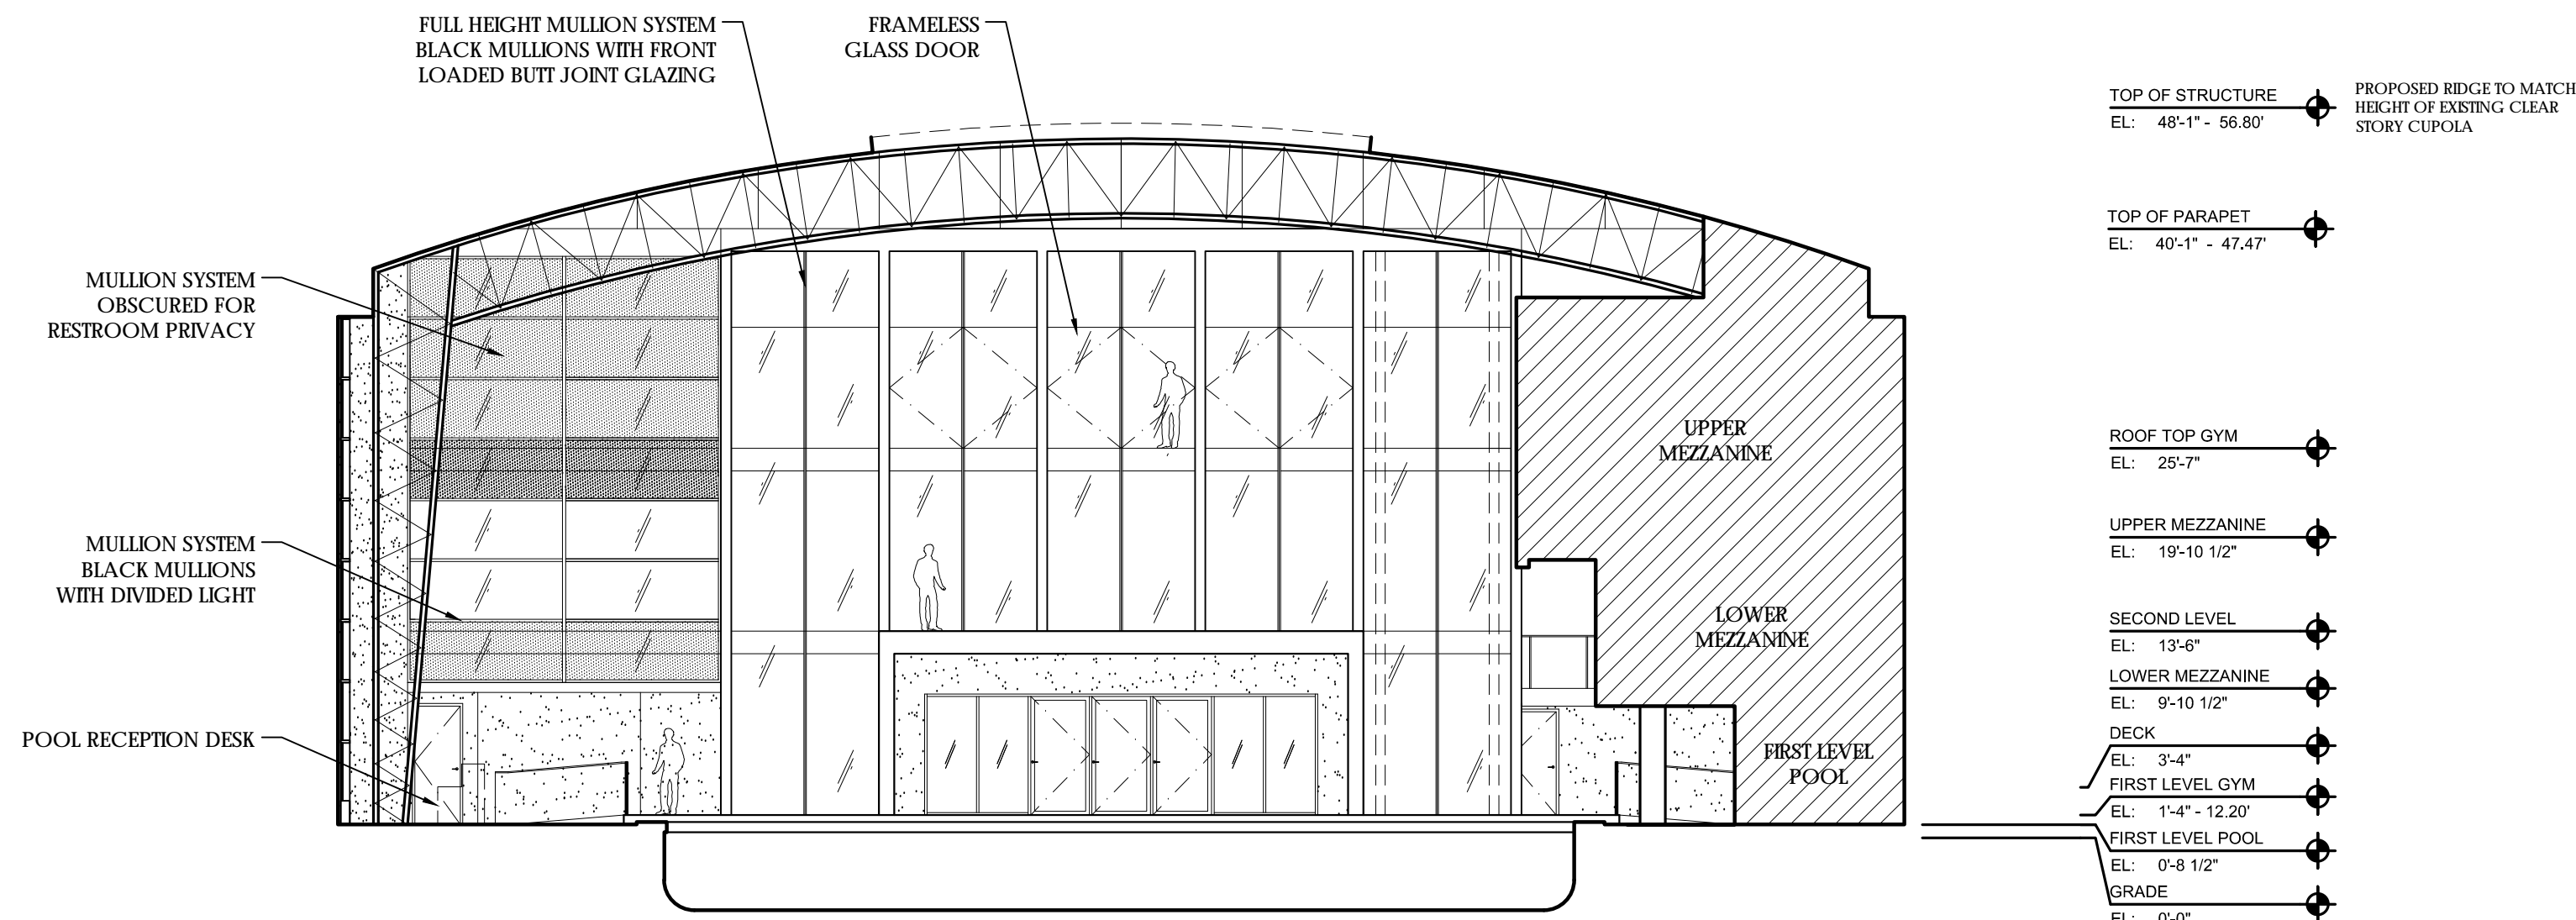 FULL HEIGHT MULLION SYSTEM
BLACK MULLIONS WITH FRONT
LOADED BUTT JOINT GLAZING
FRAMELESS
GLASS DOOR
MULLION SYSTEM
OBSCURED FOR
RESTROOM PRIVACY
MULLION SYSTEM
BLACK MULLIONS
WITH DIVIDED LIGHT
POOL RECEPTION DESK
UPPER
MEZZANINE
LOWER
MEZZANINE
FIRST LEVEL
POOL
TOP OF STRUCTURE
EL: 48'-1" - 56.80'
PROPOSED RIDGE TO MATCH
HEIGHT OF EXISTING CLEAR
STORY CUPOLA
TOP OF PARAPET
EL: 40'-1" - 47.47'
ROOF TOP GYM
EL: 25'-7"
UPPER MEZZANINE
EL: 19'-10 1/2"
SECOND LEVEL
EL: 13'-6"
LOWER MEZZANINE
EL: 9'-10 1/2"
DECK
EL: 3'-4"
FIRST LEVEL GYM
EL: 1'-4" - 12.20'
FIRST LEVEL POOL
EL: 0'-8 1/2"
GRADE
EL: 0'-0"